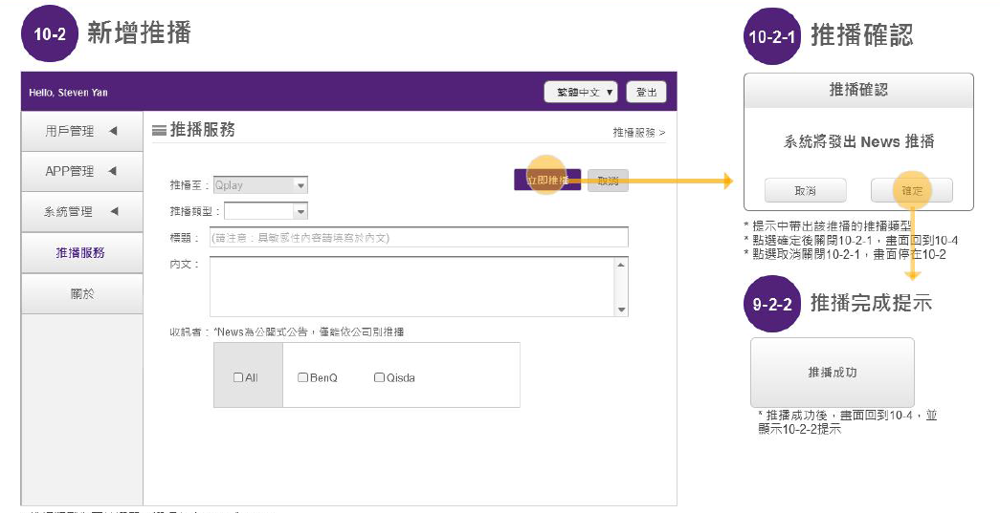 10-2 新增推播
Hello, Steven Yan
繁體中文 ▼
登出
用戶管理 ◀
APP管理 ◀
系統管理 ◀
推播服務
關於
推播服務
推播服務 >
推播至：Qplay
立即推播
取消
推播類型：
標題： (請注意：具敏感性內容請填寫於內文)
內文：
收訊者：*News為公開式公告，僅能依公司別推播
All
BenQ
Qisda
10-2-1 推播確認
推播確認
系統將發出 News 推播
取消
確定
* 提示中帶出該推播的推播類型
* 點選確定後關閉10-2-1，畫面回到10-4
* 點選取消關閉10-2-1，畫面停在10-2
9-2-2 推播完成提示
推播成功
* 推播成功後，畫面回到10-4，並
顯示10-2-2提示